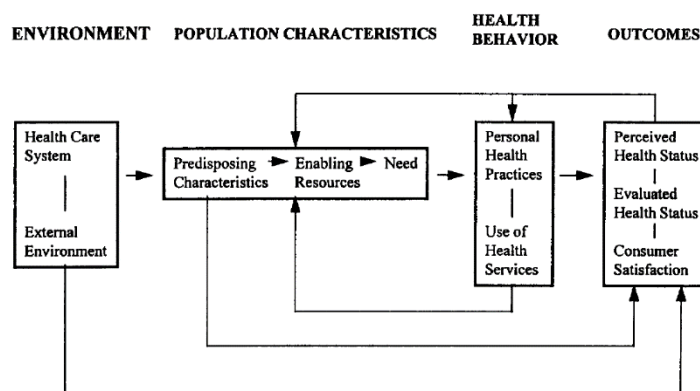 ENVIRONMENT
POPULATION CHARACTERISTICS
HEALTH
BEHAVIOR
OUTCOMES
Health Care
System
External
Environment
Predisposing
Characteristics
Enabling
Resources
Need
Personal
Health
Practices
Use of
Health
Services
Perceived
Health Status
Evaluated
Health Status
Consumer
Satisfaction